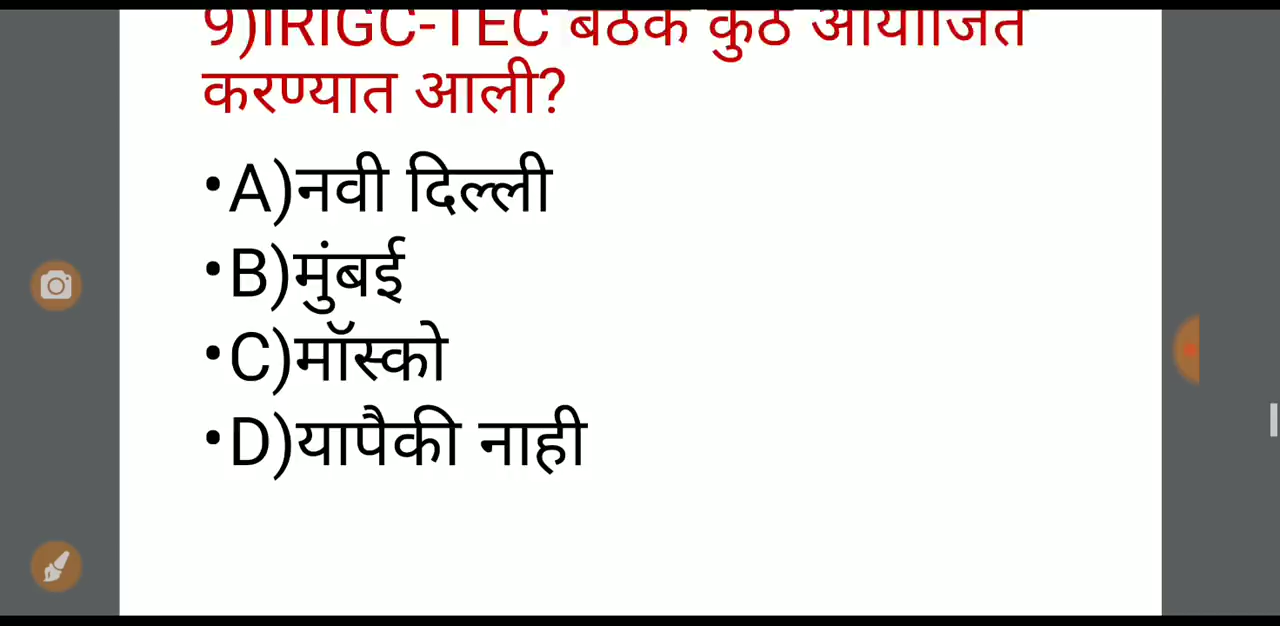 9)IRIGC-TEC बैठक कुठे आयोजित
करण्यात आली?
•A)नवी दिल्ली
•B)मुंबई
•C)मॉस्को
•D)यापैकी नाही